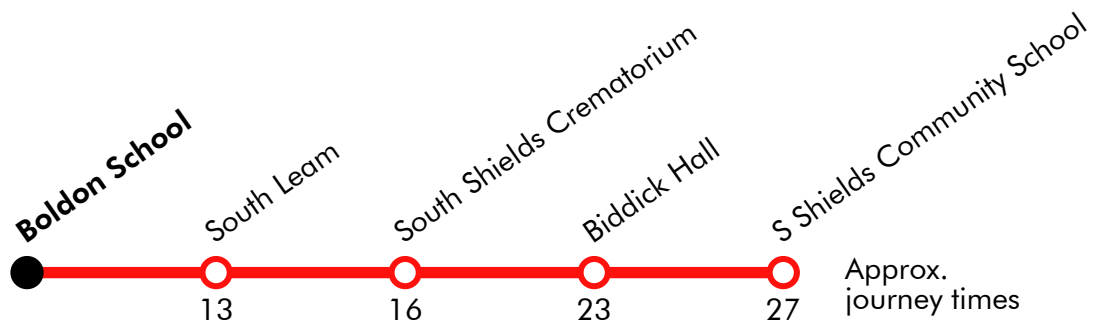 Boldon School
South Leam
South Shields Crematorium
Biddick Hall
S Shields Community School
13
16
23
27
Approx.
journey times